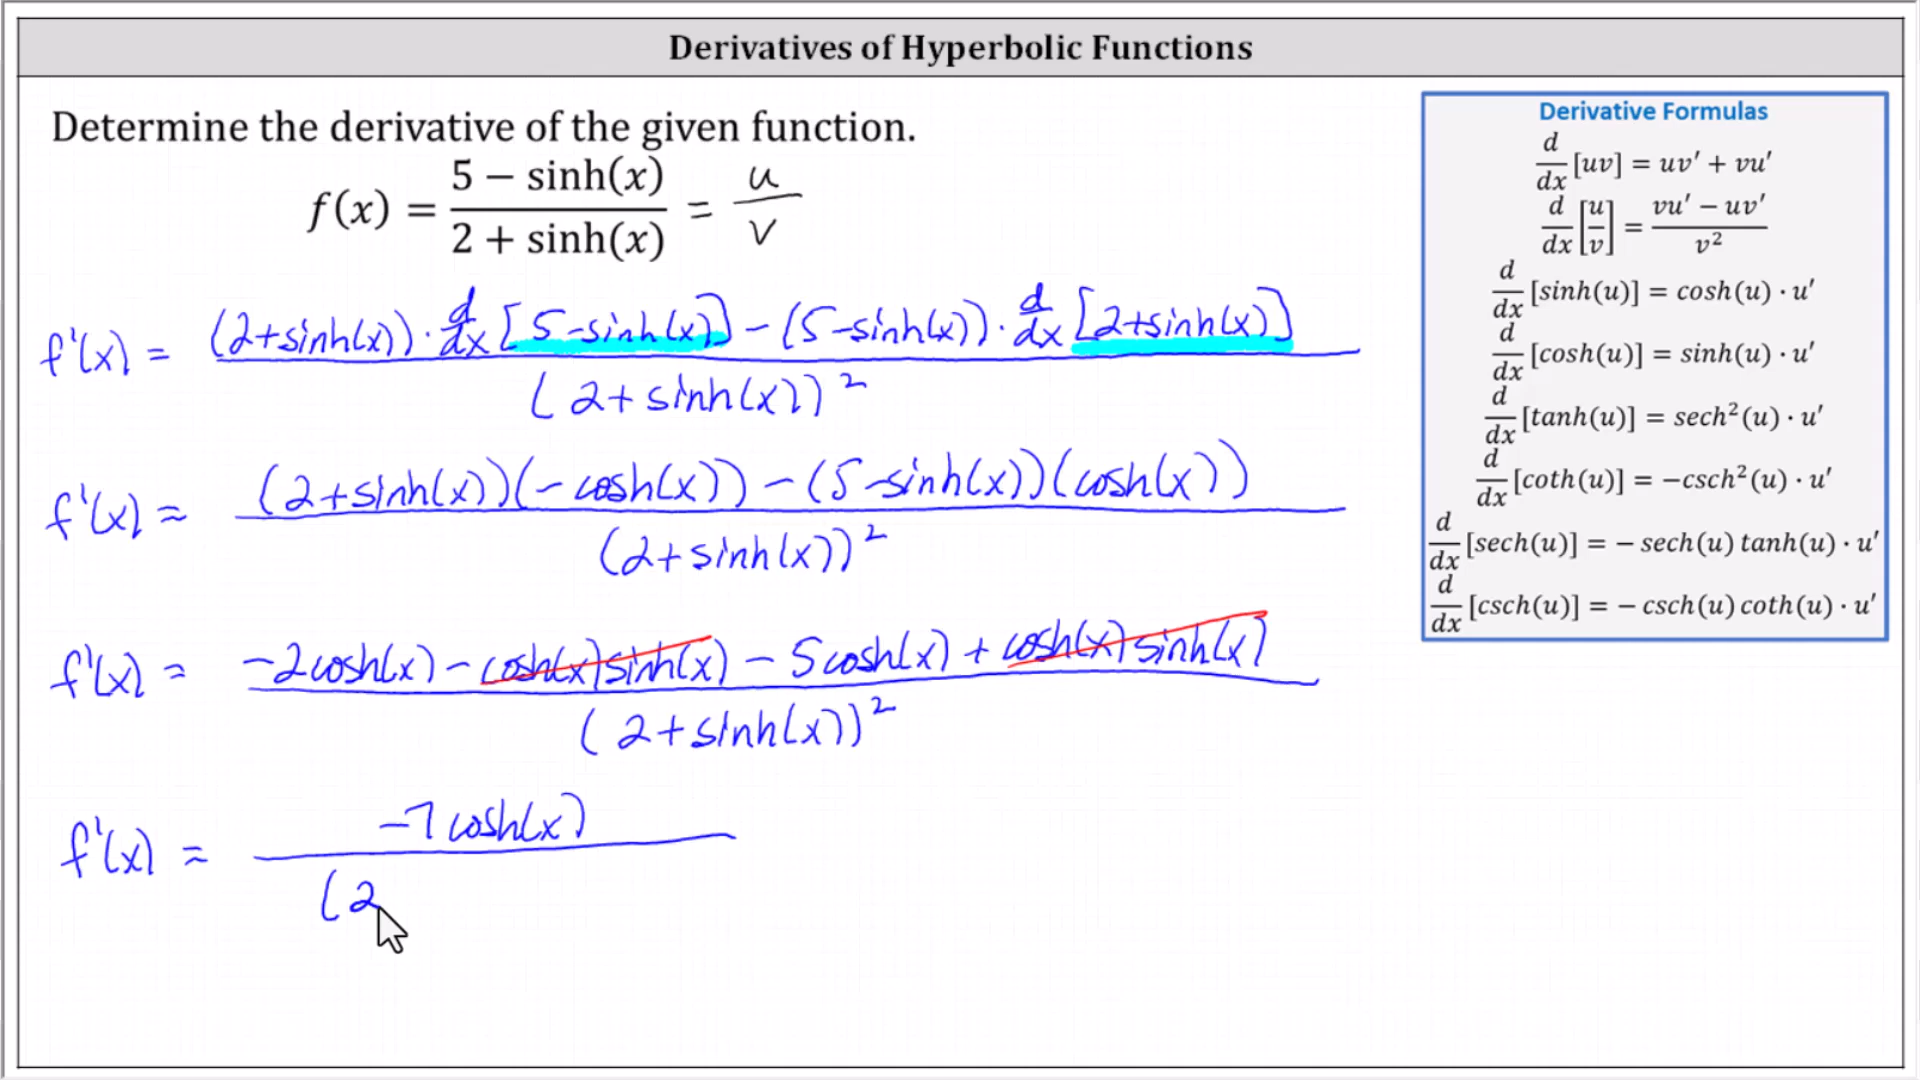 Derivatives of Hyperbolic Functions
Determine the derivative of the given function.
f(x) = (5 − sinh(x))/(2 + sinh(x)) = u/v
f'(x) = ((2+sinh(x)) · d/dx [5-sinh(x)] - (5-sinh(x)) · d/dx [2+sinh(x)])/(2+sinh(x))²
f'(x) = ((2+sinh(x))(-cosh(x)) - (5-sinh(x))(cosh(x)))/(2+sinh(x))²
f'(x) = (-2cosh(x) - cosh(x)sinh(x) - 5cosh(x) + cosh(x)sinh(x))/(2+sinh(x))²
f'(x) = -7cosh(x)/(2
Derivative Formulas
d/dx [uv] = uv′ + vu′
d/dx [u/v] = (vu′ − uv′)/v²
d/dx [sinh(u)] = cosh(u) · u′
d/dx [cosh(u)] = sinh(u) · u′
d/dx [tanh(u)] = sech²(u) · u′
d/dx [coth(u)] = −csch²(u) · u′
d/dx [sech(u)] = − sech(u) tanh(u) · u′
d/dx [csch(u)] = − csch(u) coth(u) · u′